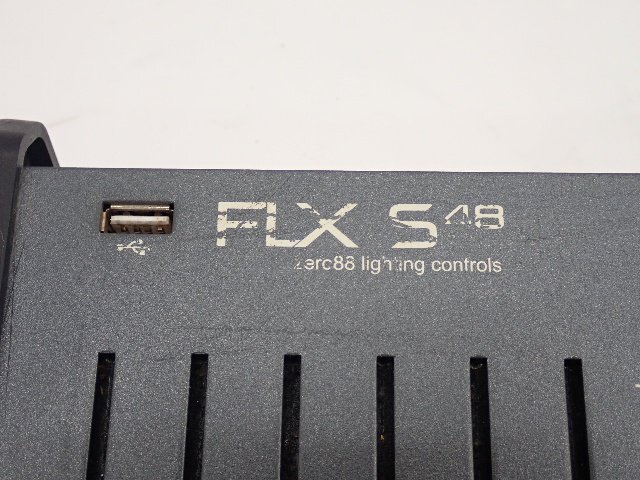 FLX S48
zero88 lighting controls